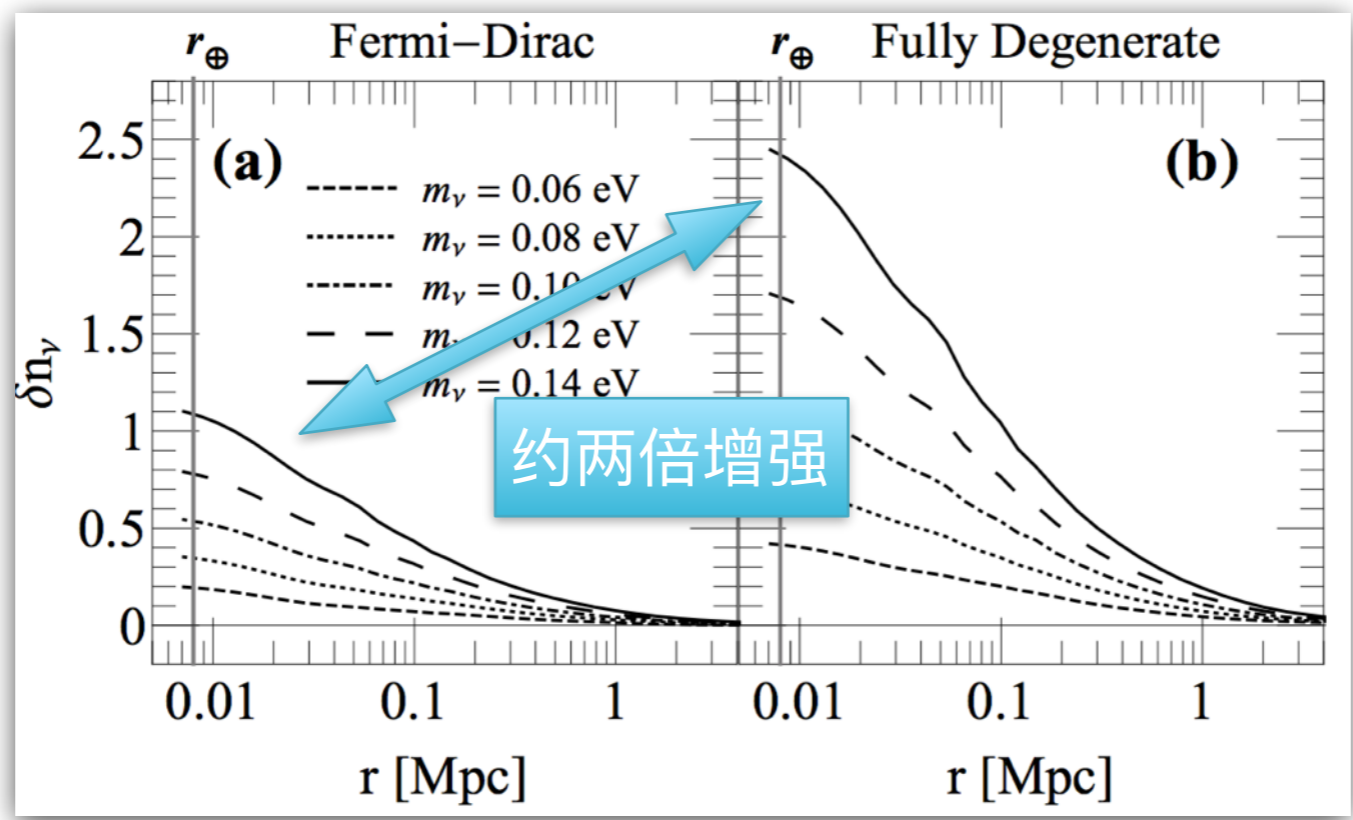 r⊕ Fermi−Dirac
r⊕ Fully Degenerate
(a)
(b)
δnν
2.5
2
1.5
1
0.5
0
mν = 0.06 eV
mν = 0.08 eV
mν = 0.10 eV
0.12 eV
mν = 0.14 eV
约两倍增强
0.01 0.1 1
0.01 0.1 1
r [Mpc]
r [Mpc]